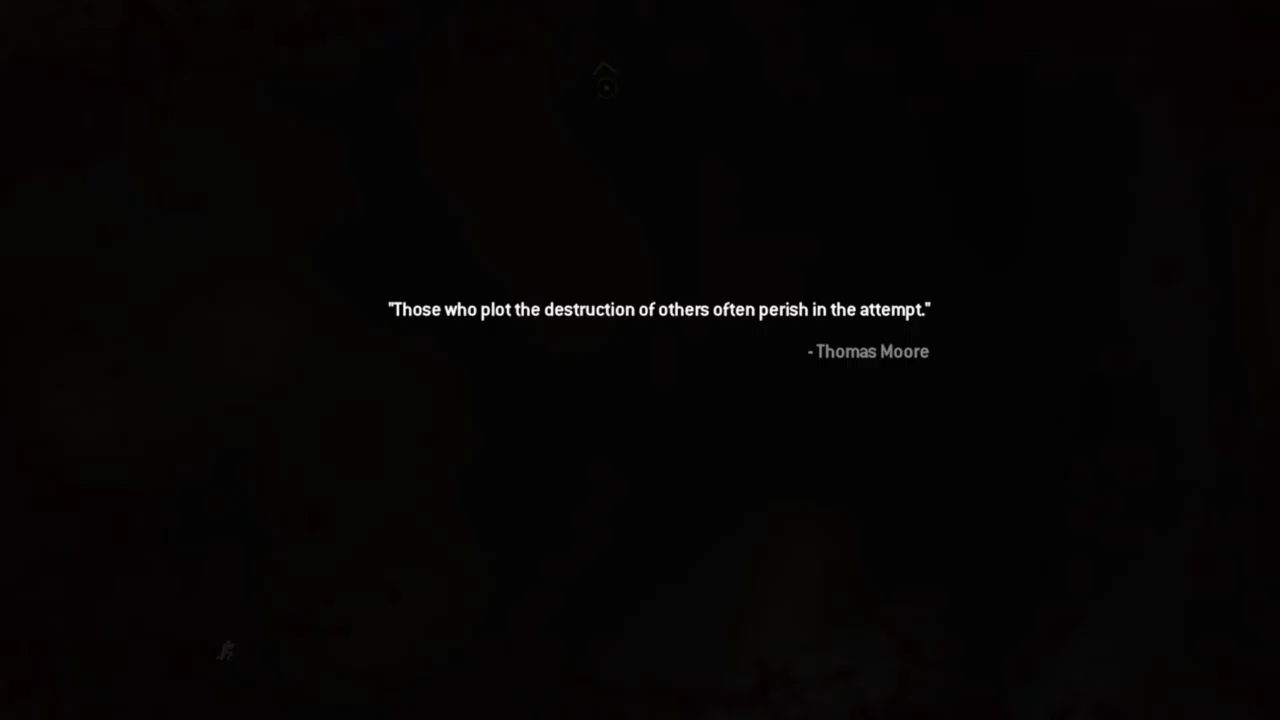 "Those who plot the destruction of others often perish in the attempt."
- Thomas Moore